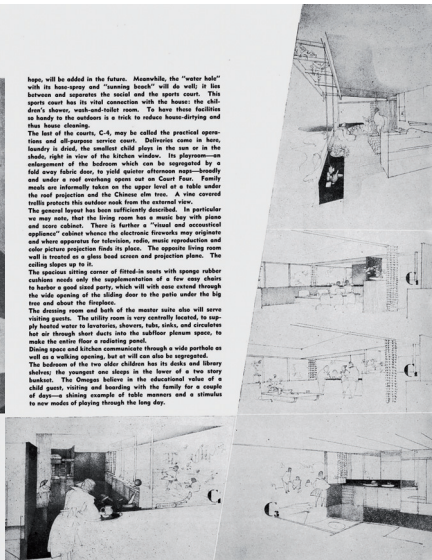 hope, will be added in the future. Meanwhile, the "water hole"
with its hose-spray and "sunning beach" will do well; it lies
between and separates the social and the sports court. This
sports court has its vital connection with the house: the chil-
dren's shower, wash-and-toilet room. To have these facilities
so handy to the outdoors is a trick to reduce house-dirtying and
thus house cleaning.
The last of the courts, C-4, may be called the practical opera-
tions and all-purpose service court. Deliveries come in here,
laundry is dried, the smallest child plays in the sun or in the
shade, right in view of the kitchen window. Its playroom—an
enlargement of the bedroom which can be segregated by a
fold away fabric door, to yield quieter afternoon naps—broadly
and under a roof overhang opens out on Court Four. Family
meals are informally taken on the upper level at a table under
the roof projection and the Chinese elm tree. A vine covered
trellis protects this outdoor nook from the external view.
The general layout has been sufficiently described. In particular
we may note, that the living room has a music bay with piano
and score cabinet. There is further a "visual and accoustical
appliance" cabinet whence the electronic fireworks may originate
and where apparatus for television, radio, music reproduction and
color picture projection finds its place. The opposite living room
wall is treated as a glass bead screen and projection plane. The
ceiling slopes up to it.
The spacious sitting corner of fitted-in seats with sponge rubber
cushions needs only the supplementation of a few easy chairs
to harbor a good sized party, which will with ease extend through
the wide opening of the sliding door to the patio under the big
tree and about the fireplace.
The dressing room and bath of the master suite also will serve
visiting guests. The utility room is very centrally located, to sup-
ply heated water to lavatories, showers, tubs, sinks, and circulates
hot air through short ducts into the subfloor plenum space, to
make the entire floor a radiating panel.
Dining space and kitchen communicate through a wide porthole as
well as a walking opening, but at will can also be segregated.
The bedroom of the two older children has its desks and library
shelves; the youngest one sleeps in the lower of a two story
bunkset. The Omegas believe in the educational value of a
child guest, visiting and boarding with the family for a couple
of days—a shining example of table manners and a stimulus
to new modes of playing through the long day.